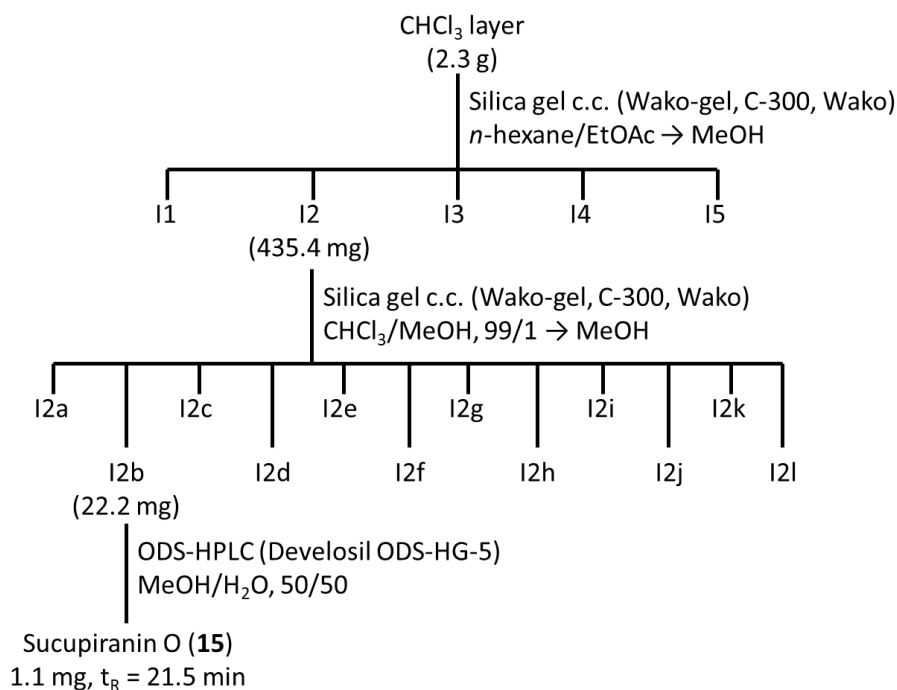 CHCl₃ layer
(2.3 g)
Silica gel c.c. (Wako-gel, C-300, Wako)
n-hexane/EtOAc → MeOH
I1 I2 I3 I4 I5
(435.4 mg)
Silica gel c.c. (Wako-gel, C-300, Wako)
CHCl₃/MeOH, 99/1 → MeOH
I2a I2c I2e I2g I2i I2k
I2b I2d I2f I2h I2j I2l
(22.2 mg)
ODS-HPLC (Develosil ODS-HG-5)
MeOH/H₂O, 50/50
Sucupiranin O (15)
1.1 mg, tR = 21.5 min